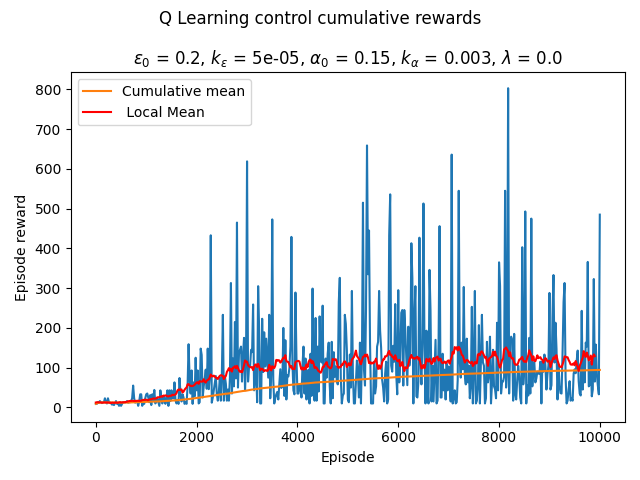 Q Learning control cumulative rewards
ε₀ = 0.2, kε = 5e-05, α₀ = 0.15, kα = 0.003, λ = 0.0
Cumulative mean
Local Mean
800
700
600
500
400
300
200
100
0
Episode reward
0 2000 4000 6000 8000 10000
Episode